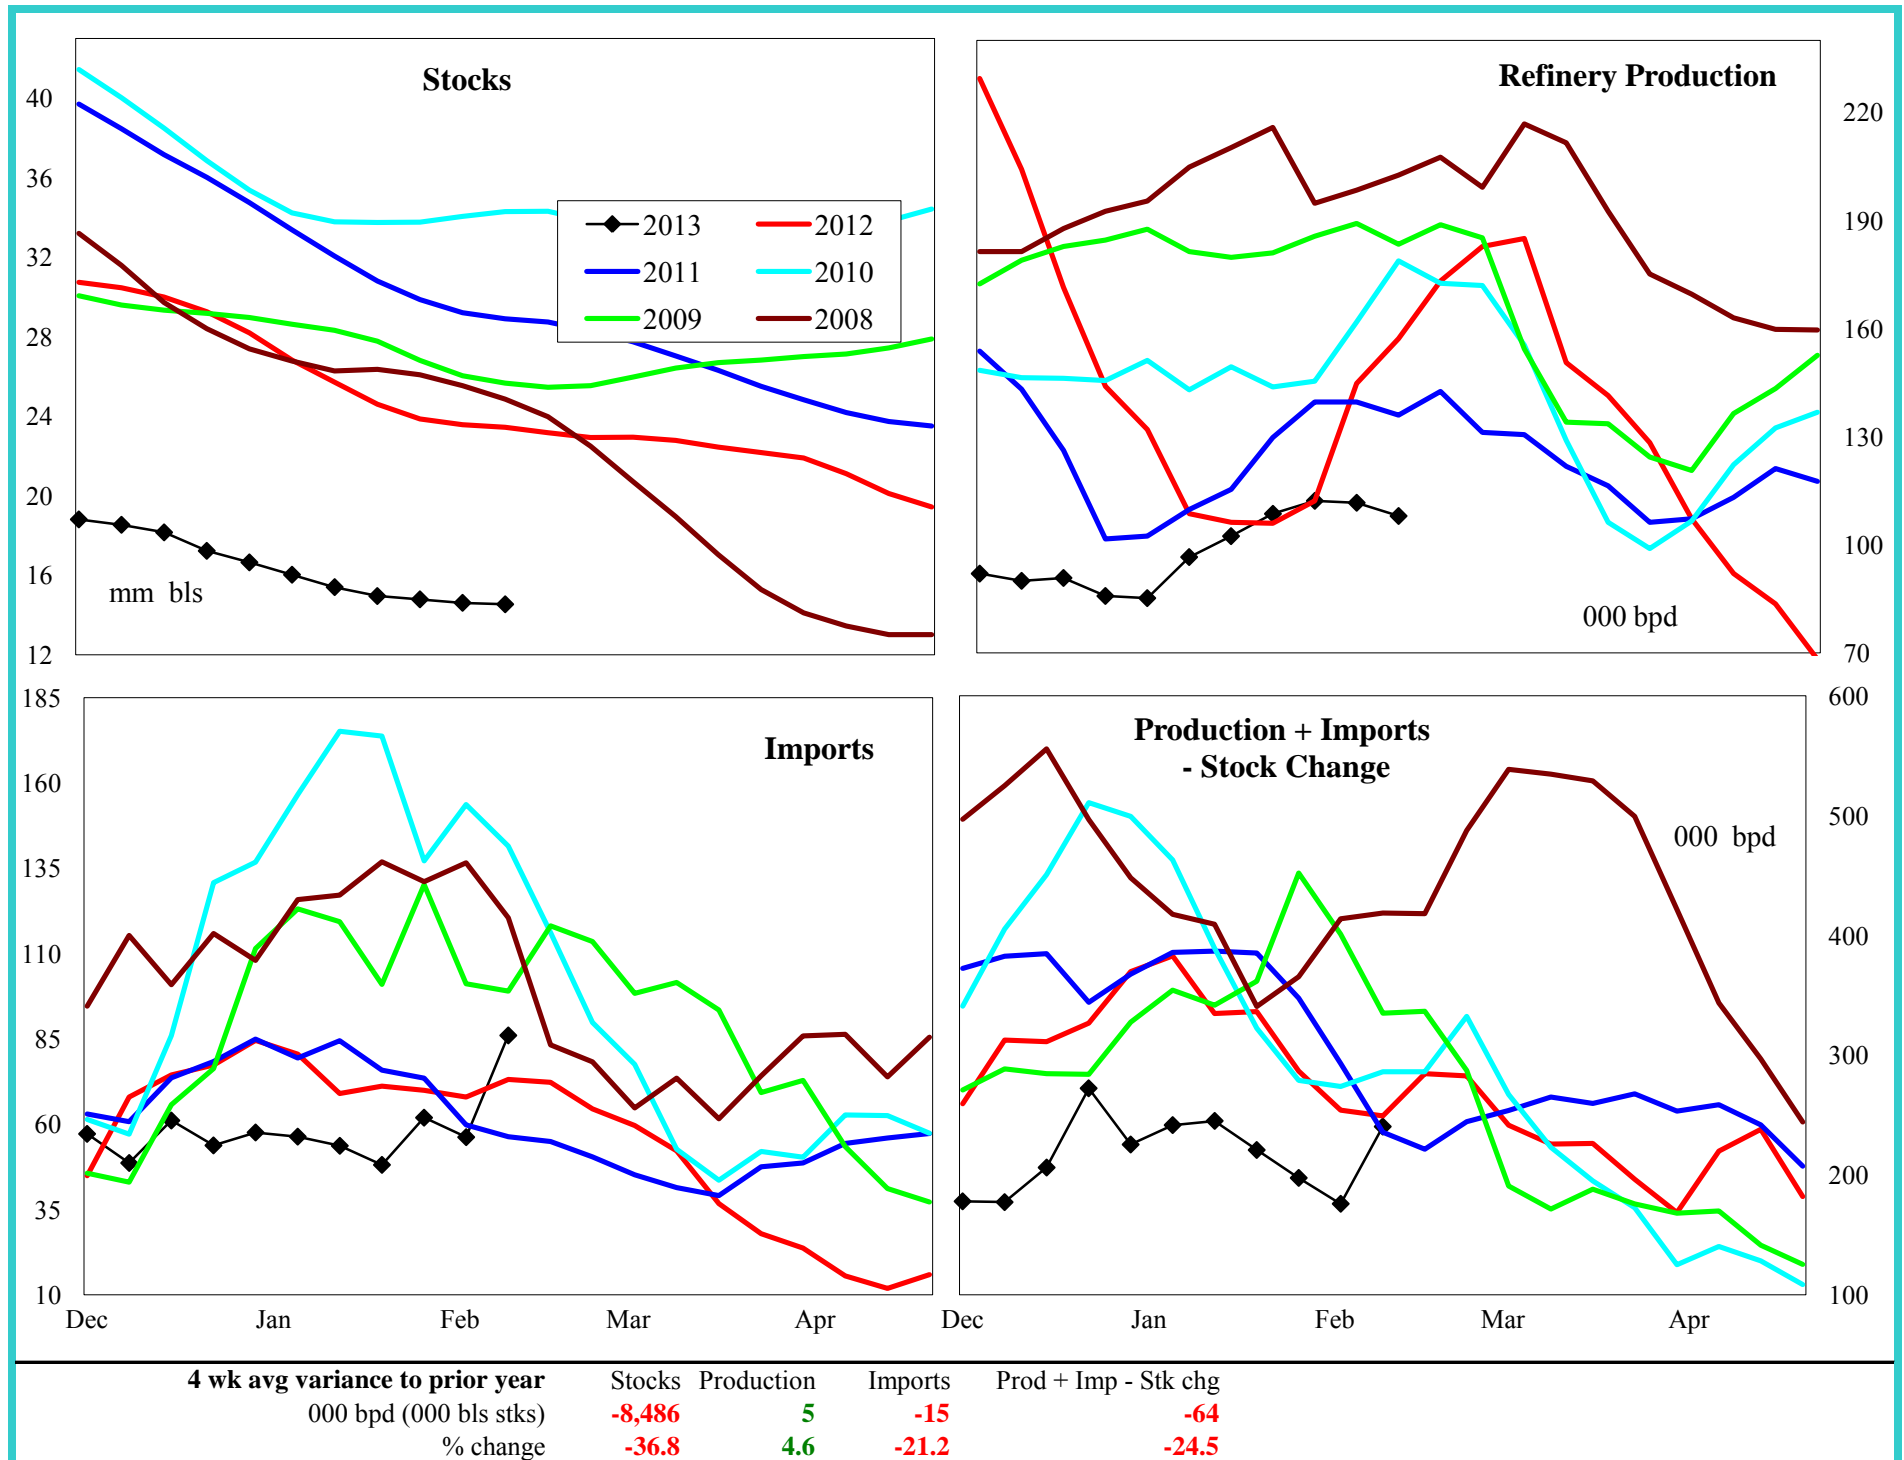 Stocks
40
36
32
28
24
20
16
12
mm bls
2013
2012
2011
2010
2009
2008
Refinery Production
220
190
160
130
100
70
000 bpd
Imports
185
160
135
110
85
60
35
10
Dec Jan Feb Mar Apr
Production + Imports
- Stock Change
000 bpd
600
500
400
300
200
100
Dec Jan Feb Mar Apr
4 wk avg variance to prior year Stocks Production Imports Prod + Imp - Stk chg
000 bpd (000 bls stks) -8,486 5 -15 -64
% change -36.8 4.6 -21.2 -24.5